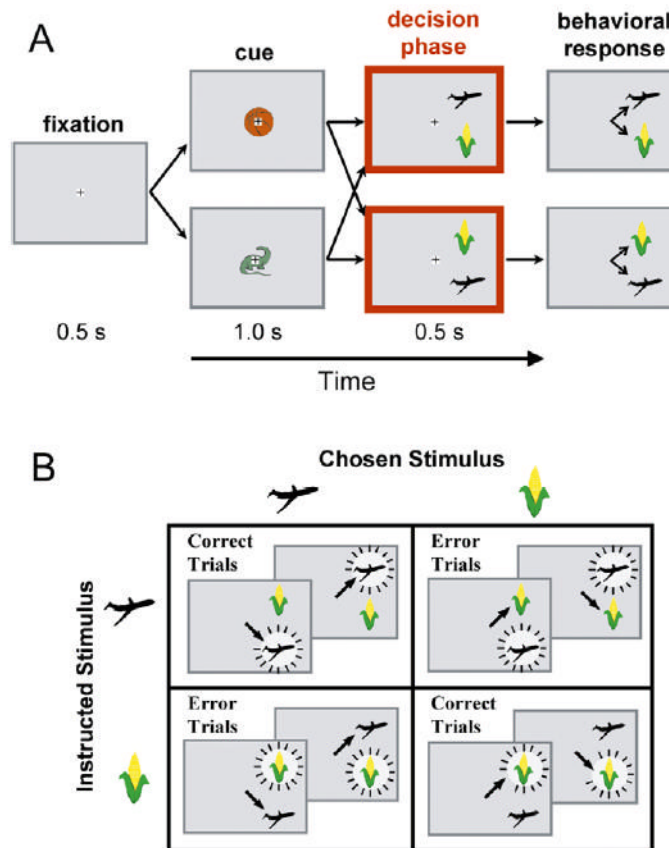 A
fixation
cue
decision
phase
behavioral
response
0.5 s
1.0 s
0.5 s
Time
B
Chosen Stimulus
Instructed Stimulus
Correct
Trials
Error
Trials
Error
Trials
Correct
Trials